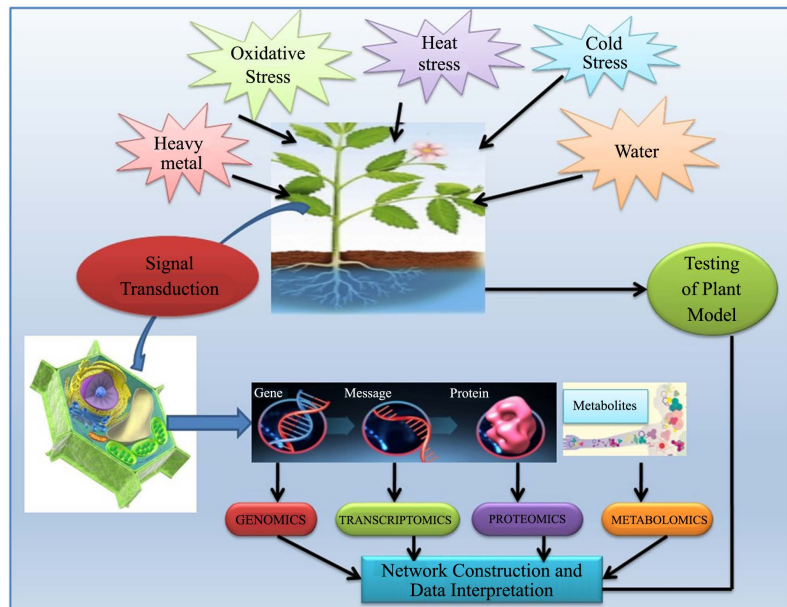 Oxidative
Stress
Heat
stress
Cold
Stress
Heavy
metal
Water
Signal
Transduction
Testing
of Plant
Model
Gene
Message
Protein
Metabolites
GENOMICS
TRANSCRIPTOMICS
PROTEOMICS
METABOLOMICS
Network Construction and
Data Interpretation